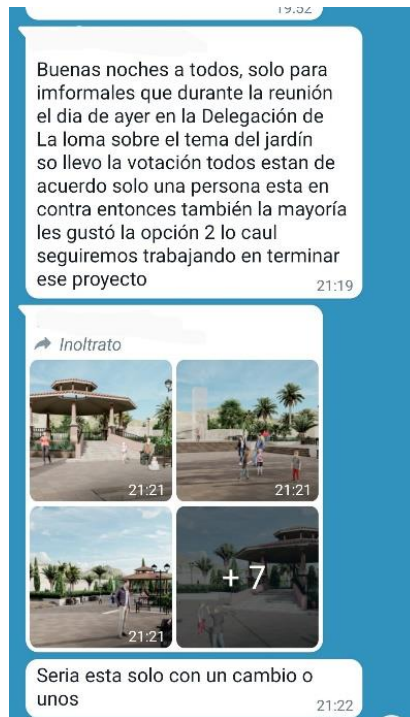 19:52
Buenas noches a todos, solo para
imformales que durante la reunión
el dia de ayer en la Delegación de
La loma sobre el tema del jardín
so llevo la votación todos estan de
acuerdo solo una persona esta en
contra entonces también la mayoría
les gustó la opción 2 lo caul
seguiremos trabajando en terminar
ese proyecto
21:19
Inoltrato
21:21
21:21
21:21
+ 7
Seria esta solo con un cambio o
unos
21:22